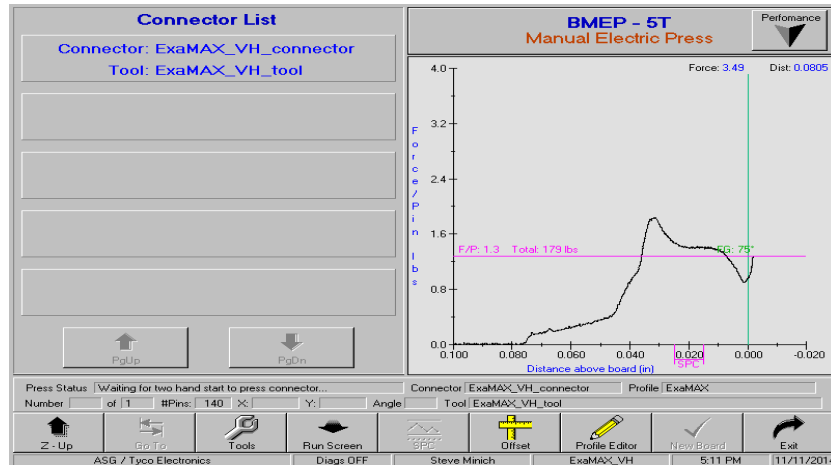 Connector List
Connector: ExaMAX_VH_connector
Tool: ExaMAX_VH_tool
PgUp
PgDn
BMEP - 5T
Manual Electric Press
Perfomance
Force: 3.49 Dist: 0.0805
Force/Pin lbs
4.0
3.2
2.4
1.6
0.8
0.0
F/P: 1.3 Total: 179 lbs
FG: 75°
0.100 0.080 0.060 0.040 0.020 0.000 -0.020
SPC
Distance above board (in)
Press Status Waiting for two hand start to press connector... Connector ExaMAX_VH_connector Profile ExaMAX
Number of 1 #Pins: 140 X: Y: Angle Tool ExaMAX_VH_tool
Z - Up Go To Tools Run Screen SPC Offset Profile Editor New Board Exit
ASG / Tyco Electronics Diags OFF Steve Minich ExaMAX_VH 5:11 PM 11/11/201